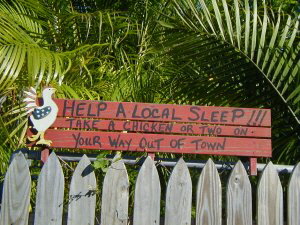 HELP A LOCAL SLEEP !!!
TAKE A CHICKEN OR TWO ON
YOUR WAY OUT OF TOWN